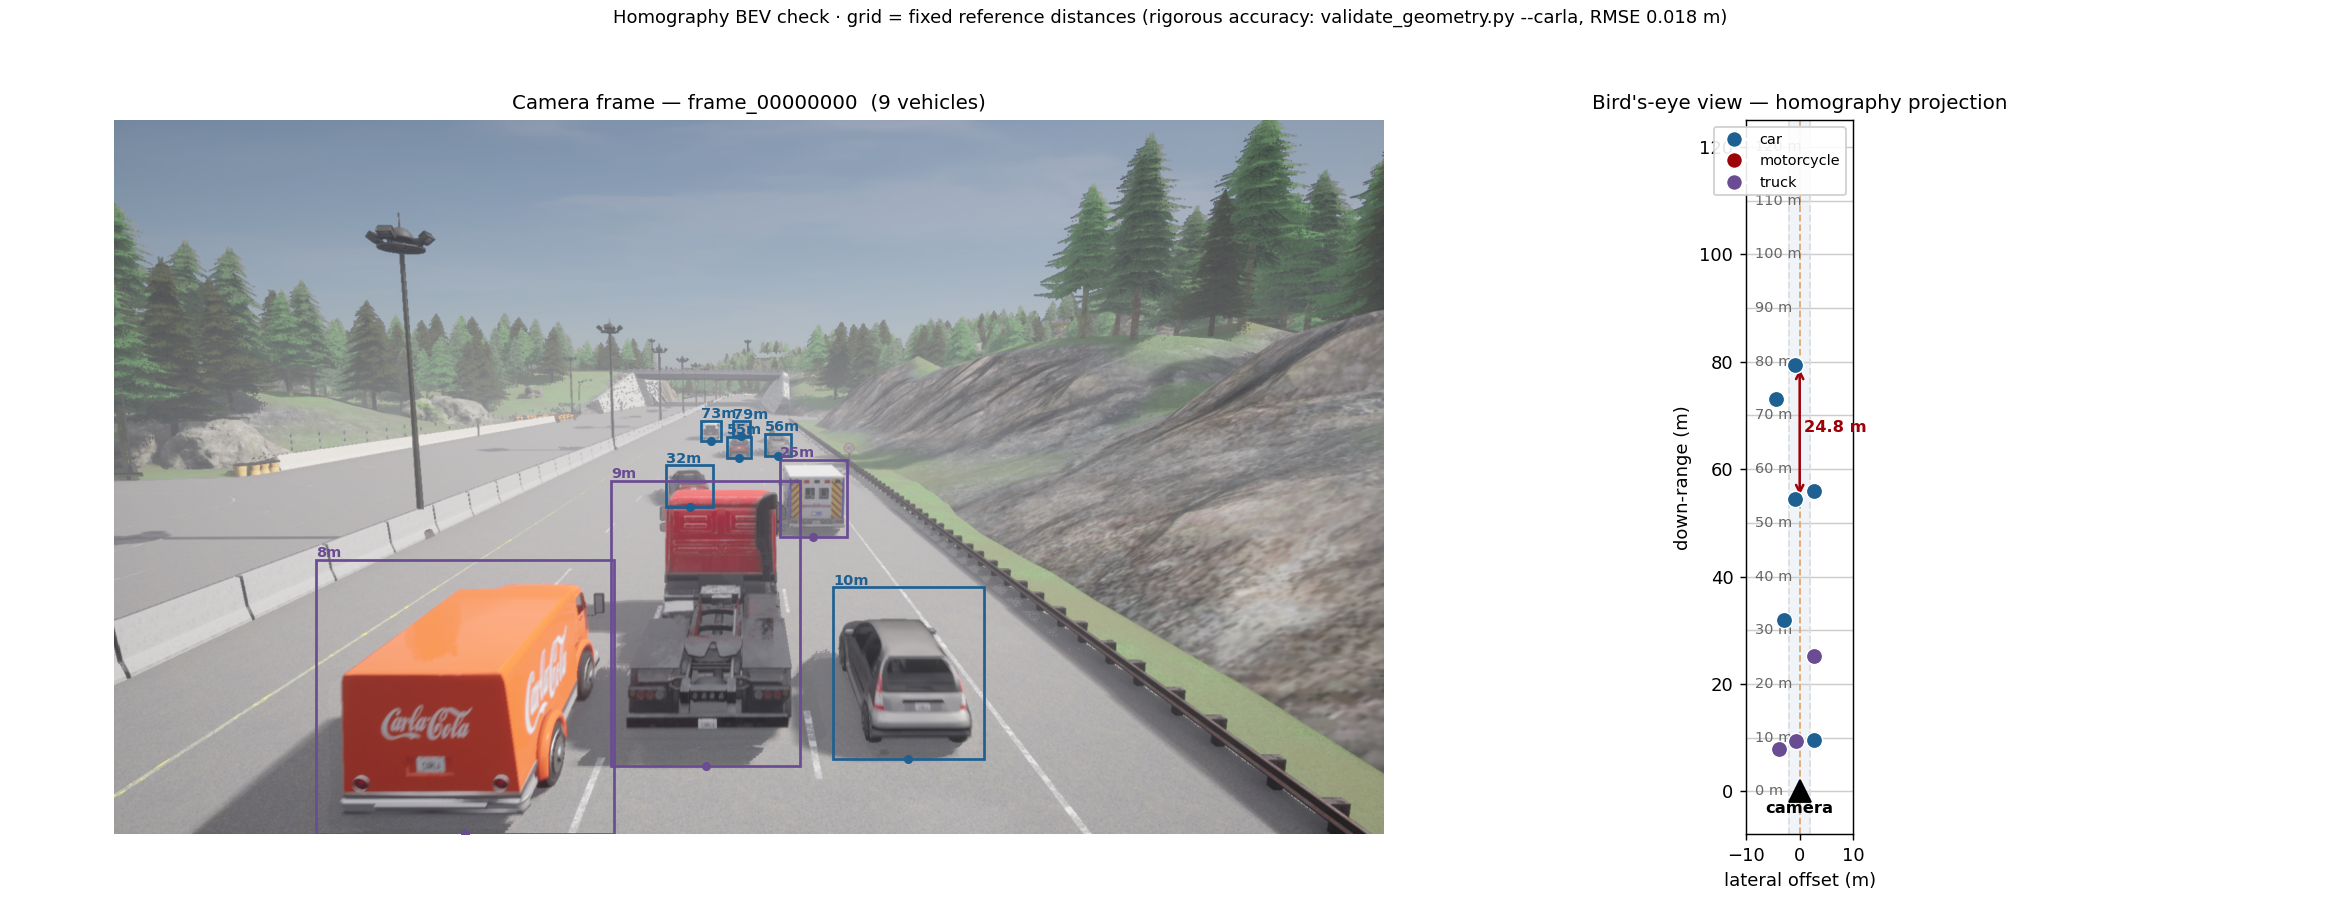 Homography BEV check · grid = fixed reference distances (rigorous accuracy: validate_geometry.py --carla, RMSE 0.018 m)
Camera frame — frame_00000000  (9 vehicles)
73m
79m
55m
56m
25m
32m
9m
8m
10m
Carla Cola
Carla Cola
Bird's-eye view — homography projection
car
motorcycle
truck
110 m
100
100 m
90 m
80
80 m
70 m
24.8 m
60
60 m
50 m
40
40 m
30 m
20
20 m
10 m
0
0 m
camera
−10
0
10
down-range (m)
lateral offset (m)